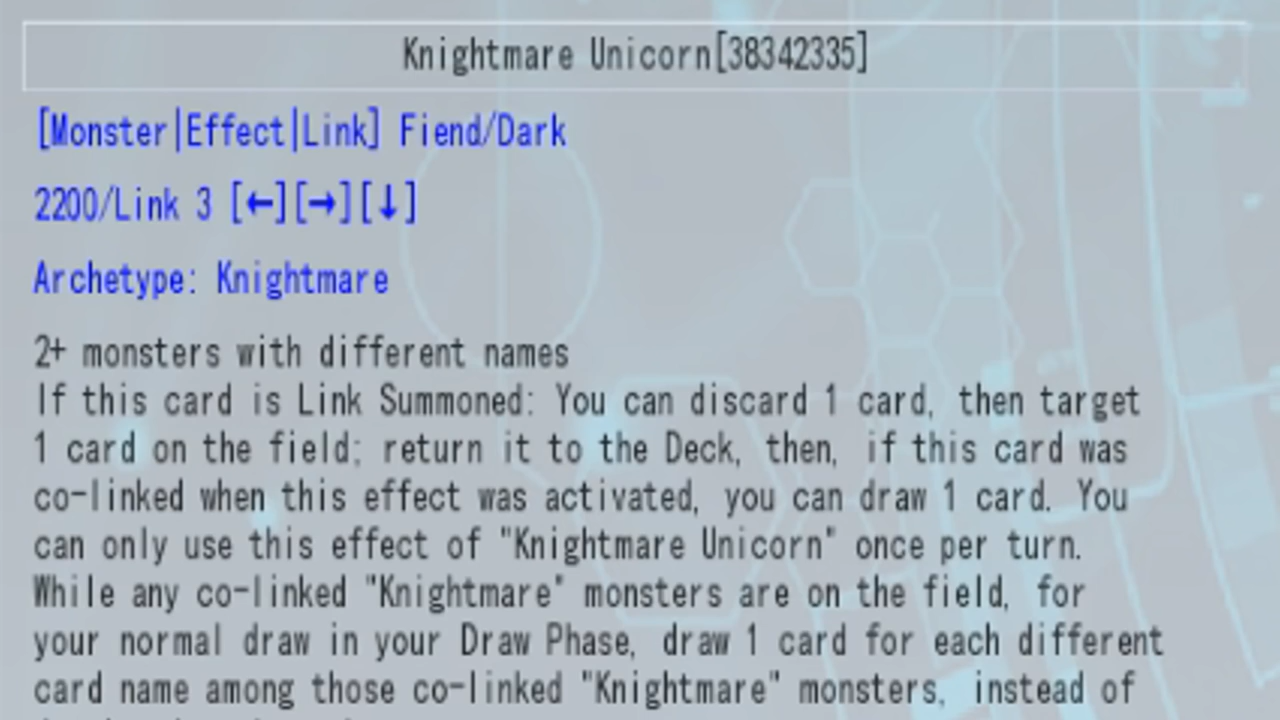 Knightmare Unicorn[38342335]
[Monster|Effect|Link] Fiend/Dark
2200/Link 3 [←][→][↓]
Archetype: Knightmare
2+ monsters with different names
If this card is Link Summoned: You can discard 1 card, then target
1 card on the field; return it to the Deck, then, if this card was
co-linked when this effect was activated, you can draw 1 card. You
can only use this effect of "Knightmare Unicorn" once per turn.
While any co-linked "Knightmare" monsters are on the field, for
your normal draw in your Draw Phase, draw 1 card for each different
card name among those co-linked "Knightmare" monsters, instead of